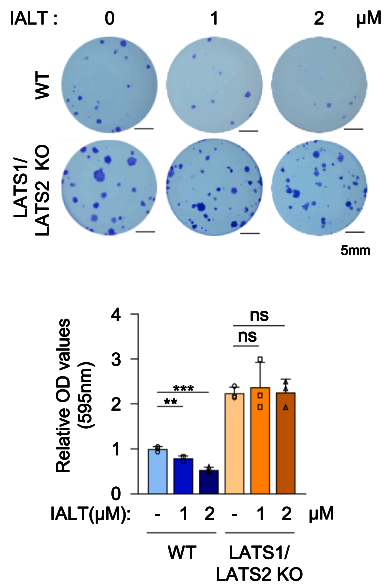 IALT : 0 1 2 μM
WT
LATS1/
LATS2 KO
5mm
Relative OD values
(595nm)
4
3
2
1
0
ns
ns
***
**
IALT(μM): - 1 2 - 1 2 μM
WT LATS1/
LATS2 KO